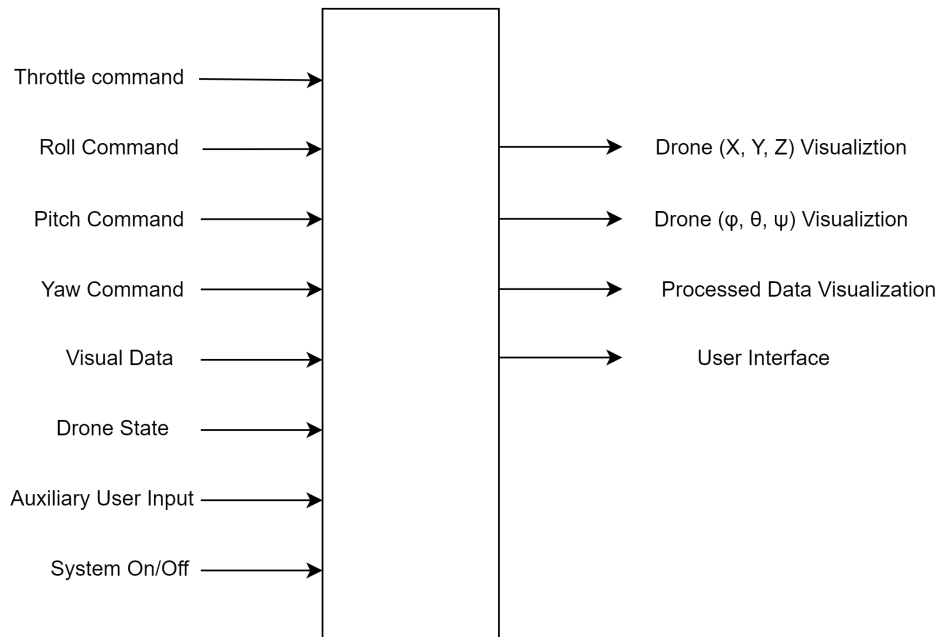 Throttle command
Roll Command
Pitch Command
Yaw Command
Visual Data
Drone State
Auxiliary User Input
System On/Off
Drone (X, Y, Z) Visualiztion
Drone (φ, θ, ψ) Visualiztion
Processed Data Visualization
User Interface